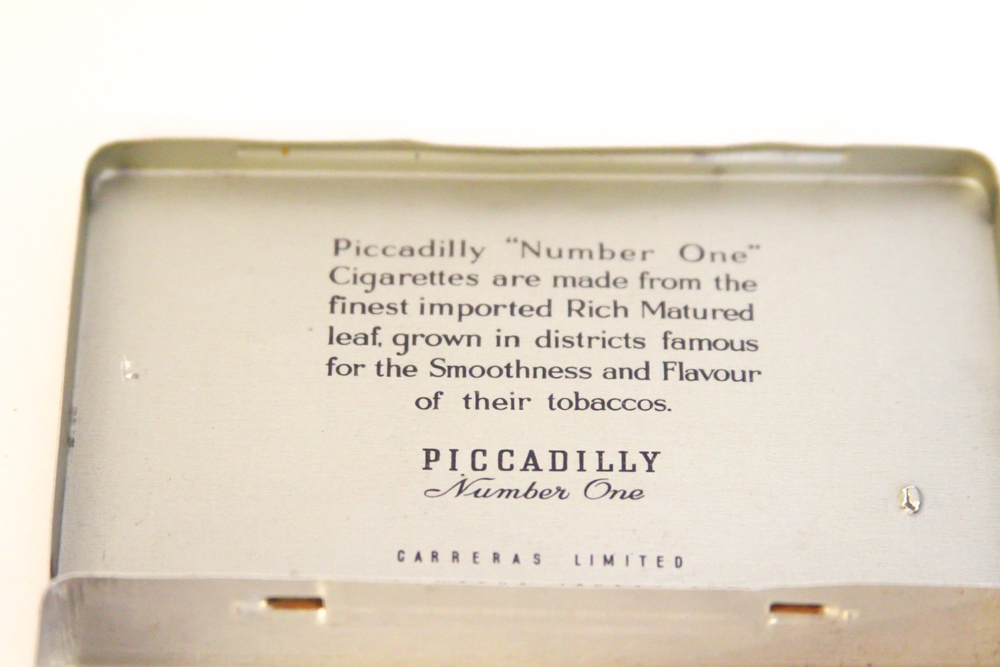 Piccadilly "Number One"
Cigarettes are made from the
finest imported Rich Matured
leaf, grown in districts famous
for the Smoothness and Flavour
of their tobaccos.
PICCADILLY
Number One
CARRERAS LIMITED